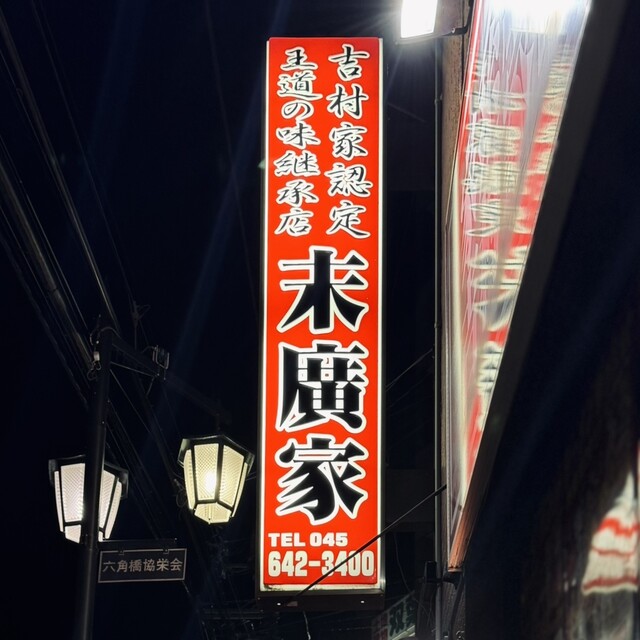 吉村家認定
王道の味継承店
末廣家
TEL 045
642-3400
六角橋協栄会